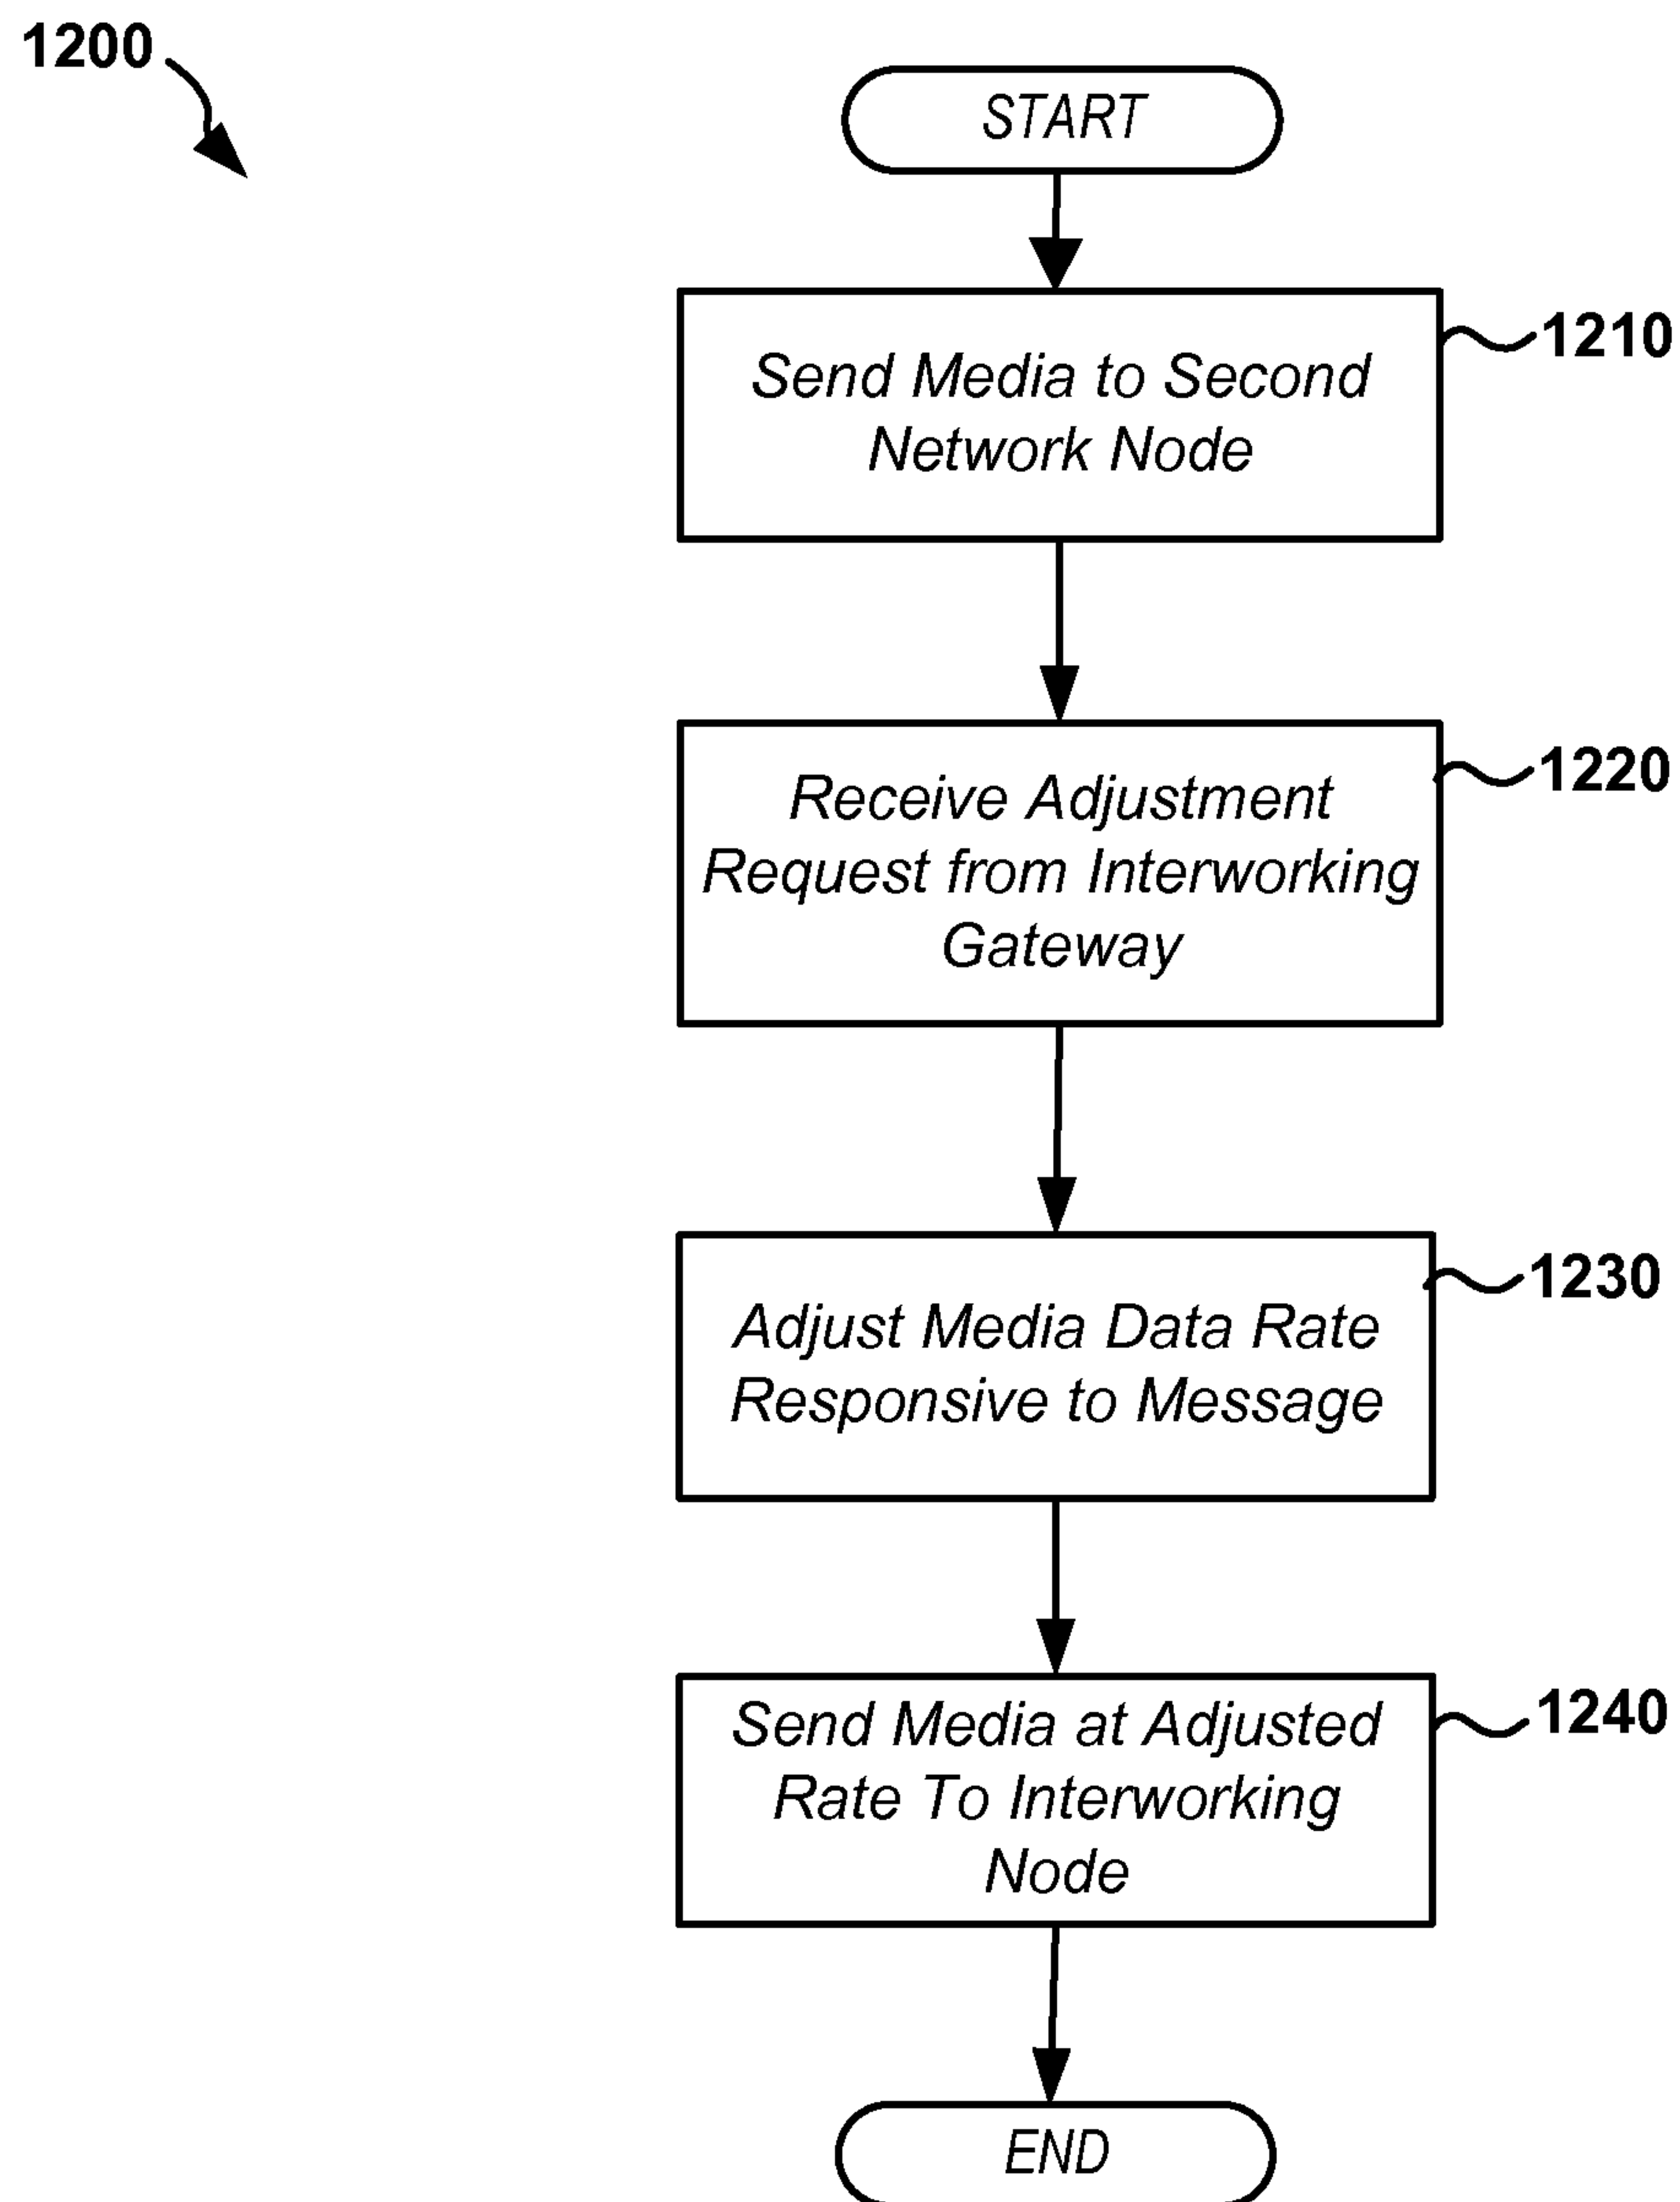 1200
START
Send Media to Second
Network Node
1210
Receive Adjustment
Request from Interworking
Gateway
1220
Adjust Media Data Rate
Responsive to Message
1230
Send Media at Adjusted
Rate To Interworking
Node
1240
END